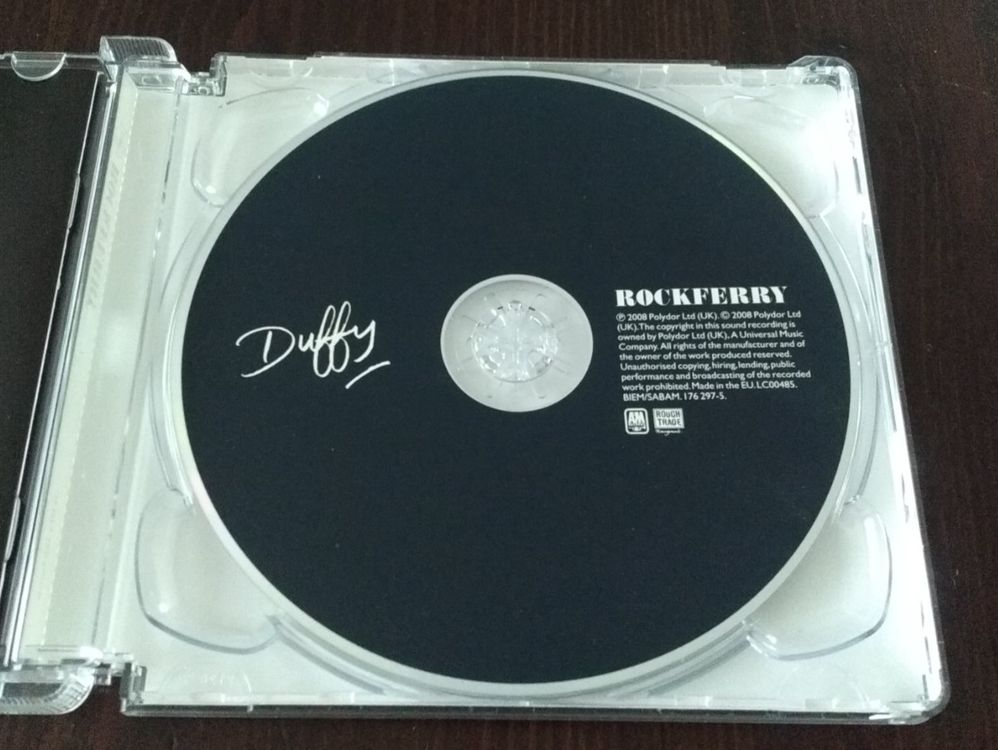 Duffy
ROCKFERRY
℗ 2008 Polydor Ltd (UK). © 2008 Polydor Ltd
(UK). The copyright in this sound recording is
owned by Polydor Ltd (UK), A Universal Music
Company. All rights of the manufacturer and of
the owner of the work produced reserved.
Unauthorised copying, hiring, lending, public
performance and broadcasting of the recorded
work prohibited. Made in the EU. LC00485.
BIEM/SABAM. 176 297-5.
A&M
ROUGH
TRADE